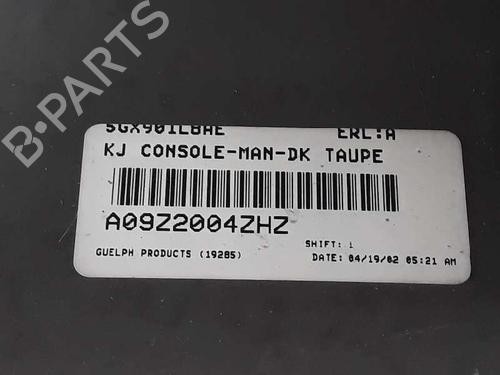 5GX901L8AE ERL:A
KJ CONSOLE-MAN-DK TAUPE
A09Z2004ZHZ
SHIFT: 1
GUELPH PRODUCTS (19285) DATE: 04/19/02 05:21 AM
B-PARTS